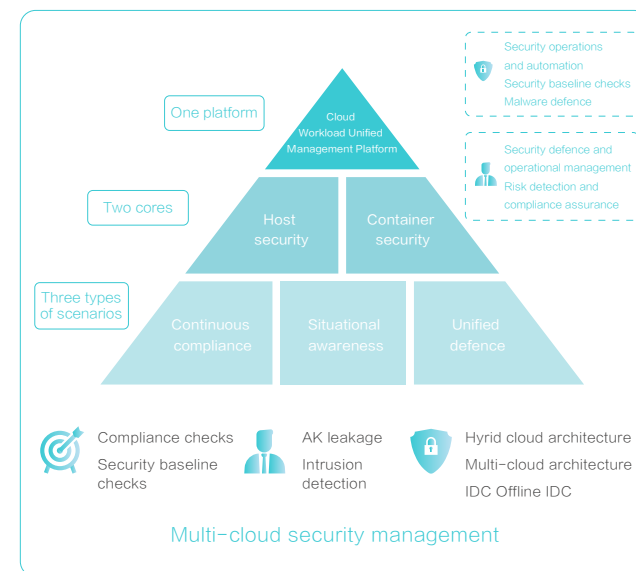 Security operations
and automation
Security baseline checks
Malware defence
One platform
Cloud
Workload Unified
Management Platform
Security defence and
operational management
Risk detection and
compliance assurance
Two cores
Host
security
Container
security
Three types
of scenarios
Continuous
compliance
Situational
awareness
Unified
defence
Compliance checks
Security baseline
checks
AK leakage
Intrusion
detection
Hyrid cloud architecture
Multi-cloud architecture
IDC Offline IDC
Multi-cloud security management